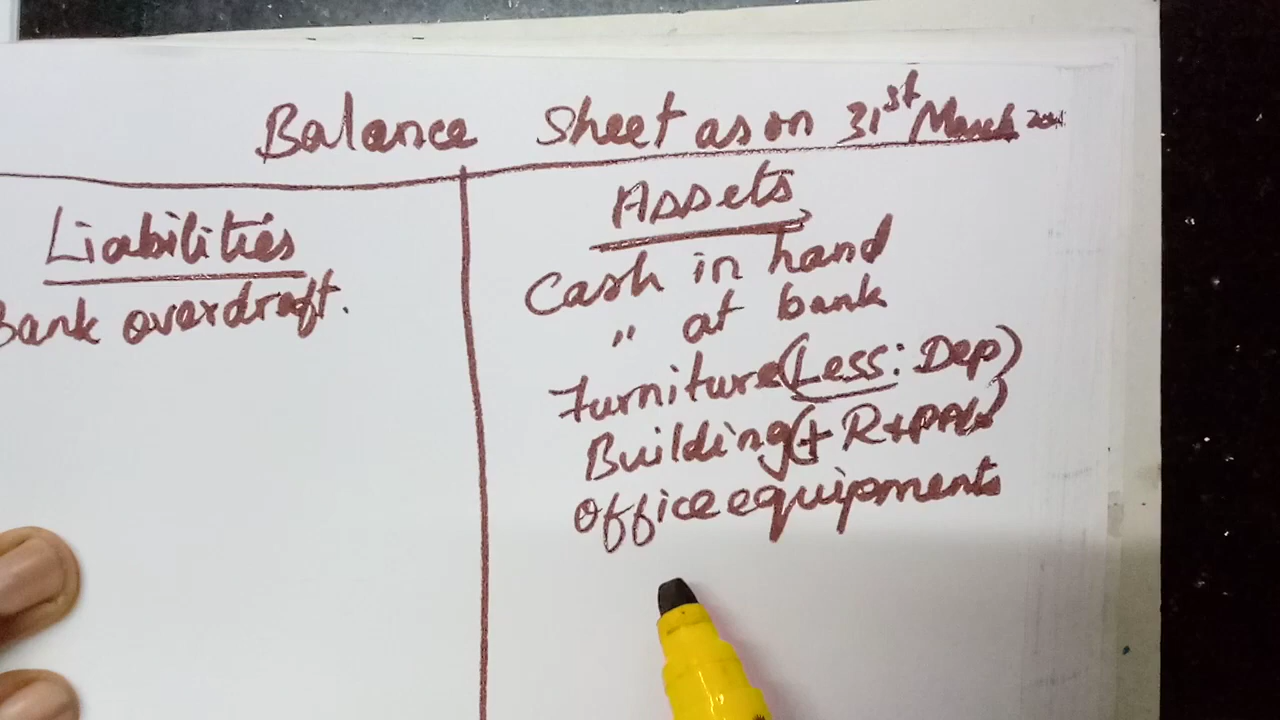 Balance Sheet as on 31st March
Liabilities
Bank overdraft.
Assets
Cash in hand
" at bank
Furniture (Less: Dep)
Building (+
Office equipments